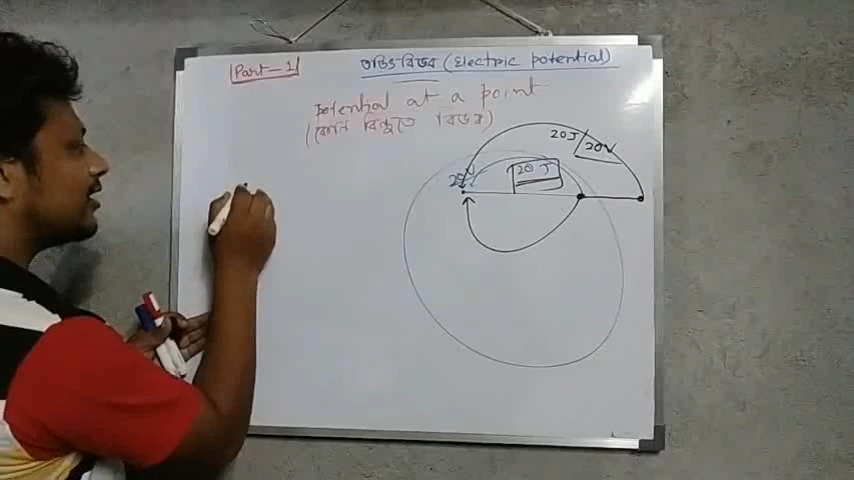 Part-1
তড়িৎ বিভব (Electric potential)
potential at a point
(কোন বিন্দুতে বিভব)
20J/20V
20 J